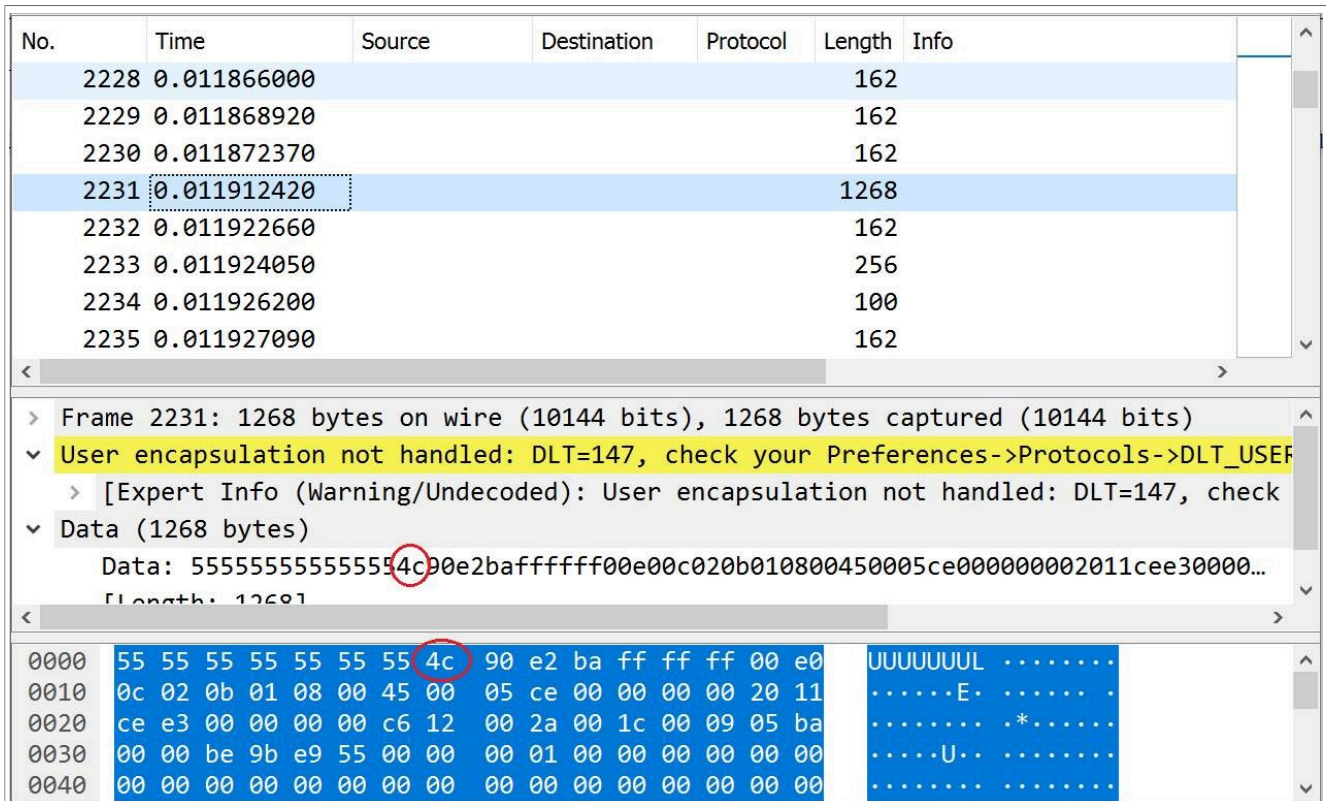 No. Time Source Destination Protocol Length Info
2228 0.011866000 162
2229 0.011868920 162
2230 0.011872370 162
2231 0.011912420 1268
2232 0.011922660 162
2233 0.011924050 256
2234 0.011926200 100
2235 0.011927090 162
> Frame 2231: 1268 bytes on wire (10144 bits), 1268 bytes captured (10144 bits)
User encapsulation not handled: DLT=147, check your Preferences->Protocols->DLT_USER
> [Expert Info (Warning/Undecoded): User encapsulation not handled: DLT=147, check
Data (1268 bytes)
Data: 555555555555554c90e2baffffff00e00c020b010800450005ce000000002011cee30000…
[Length: 1268]
0000 55 55 55 55 55 55 55 4c 90 e2 ba ff ff ff 00 e0 UUUUUUUL ········
0010 0c 02 0b 01 08 00 45 00 05 ce 00 00 00 00 20 11 ······E· ······ ·
0020 ce e3 00 00 00 00 c6 12 00 2a 00 1c 00 09 05 ba ········ ·*······
0030 00 00 be 9b e9 55 00 00 00 01 00 00 00 00 00 00 ·····U·· ········
0040 00 00 00 00 00 00 00 00 00 00 00 00 00 00 00 00 ········ ········